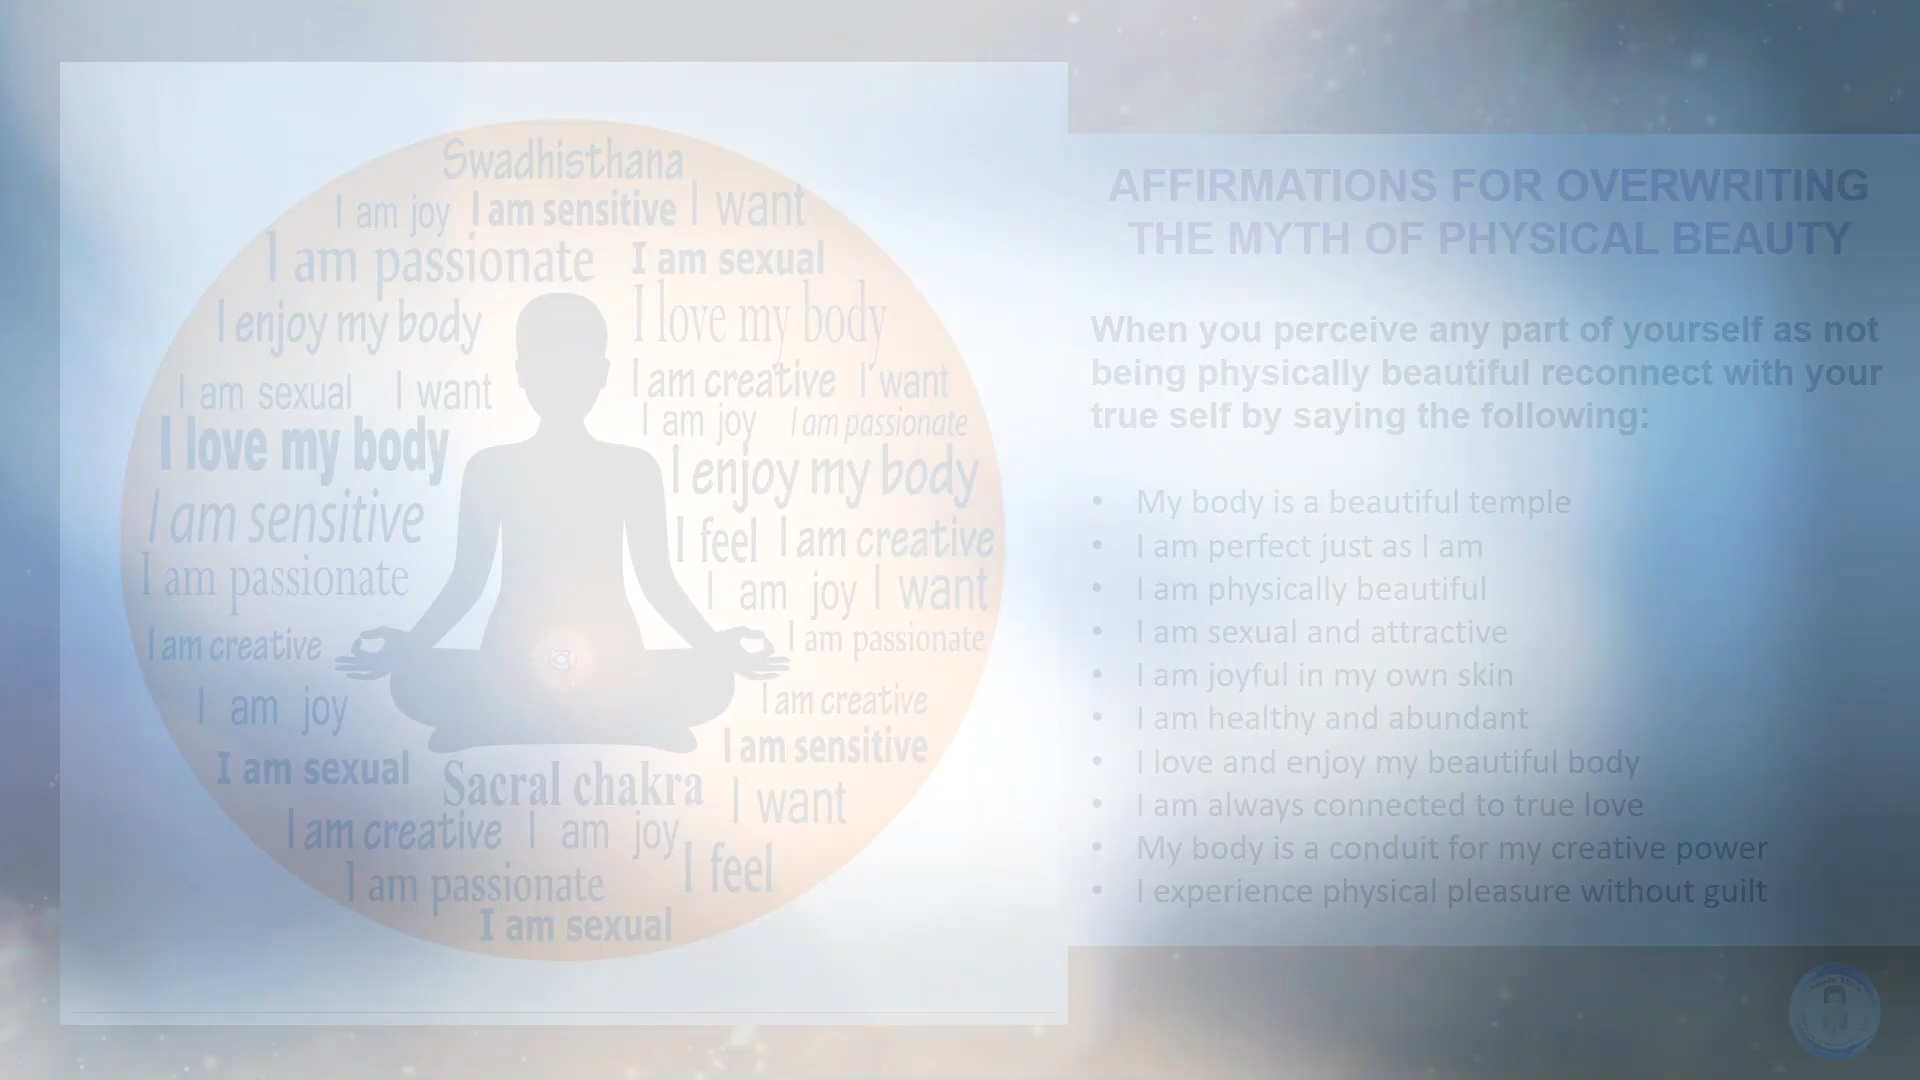 Swadhisthana
I am joy I am sensitive I want
I am passionate I am sexual
I enjoy my body I love my body
I am sexual I want I am creative I want
I am joy I am passionate
I love my body I enjoy my body
I am sensitive I feel I am creative
I am passionate I am joy I want
I am creative I am passionate
I am joy I am creative
I am sexual I am sensitive
Sacral chakra I want
I am creative I am joy
I am passionate I feel
I am sexual
AFFIRMATIONS FOR OVERWRITING
THE MYTH OF PHYSICAL BEAUTY
When you perceive any part of yourself as not
being physically beautiful reconnect with your
true self by saying the following:
• My body is a beautiful temple
• I am perfect just as I am
• I am physically beautiful
• I am sexual and attractive
• I am joyful in my own skin
• I am healthy and abundant
• I love and enjoy my beautiful body
• I am always connected to true love
• My body is a conduit for my creative power
• I experience physical pleasure without guilt